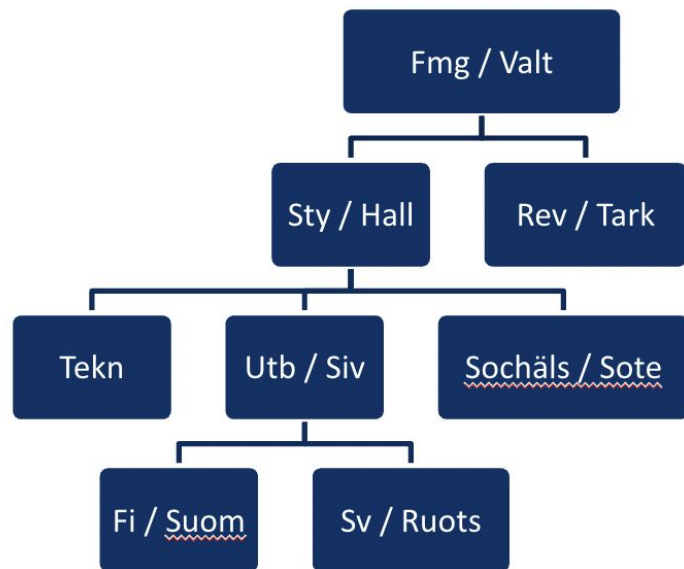 Fmg / Valt
Sty / Hall
Rev / Tark
Tekn
Utb / Siv
Sochäls / Sote
Fi / Suom
Sv / Ruots